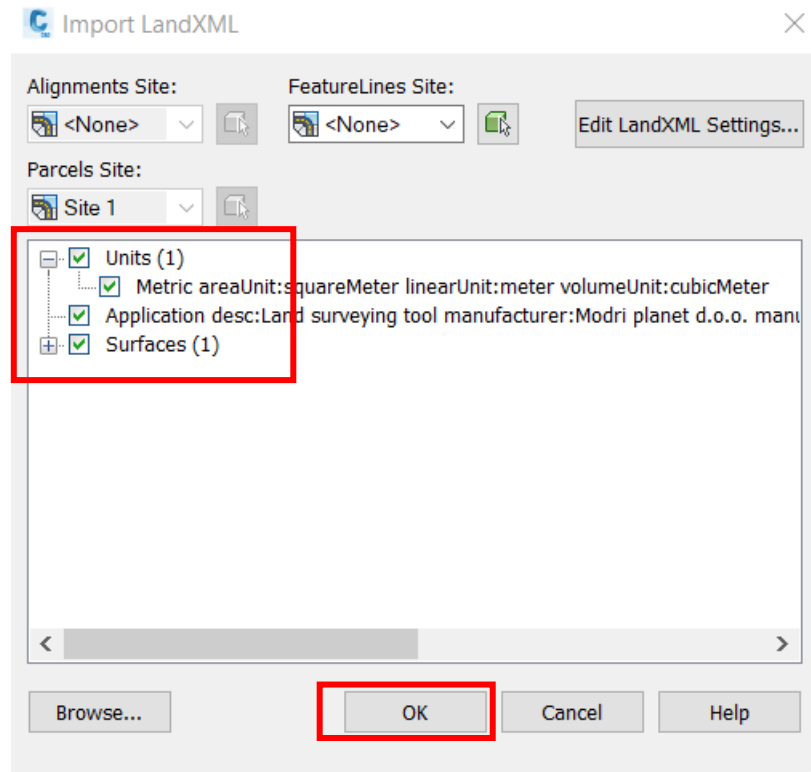 Import LandXML
Alignments Site:
FeatureLines Site:
<None>
<None>
Edit LandXML Settings...
Parcels Site:
Site 1
Units (1)
Metric areaUnit:squareMeter linearUnit:meter volumeUnit:cubicMeter
Application desc:Land surveying tool manufacturer:Modri planet d.o.o. manu
Surfaces (1)
Browse...
OK
Cancel
Help